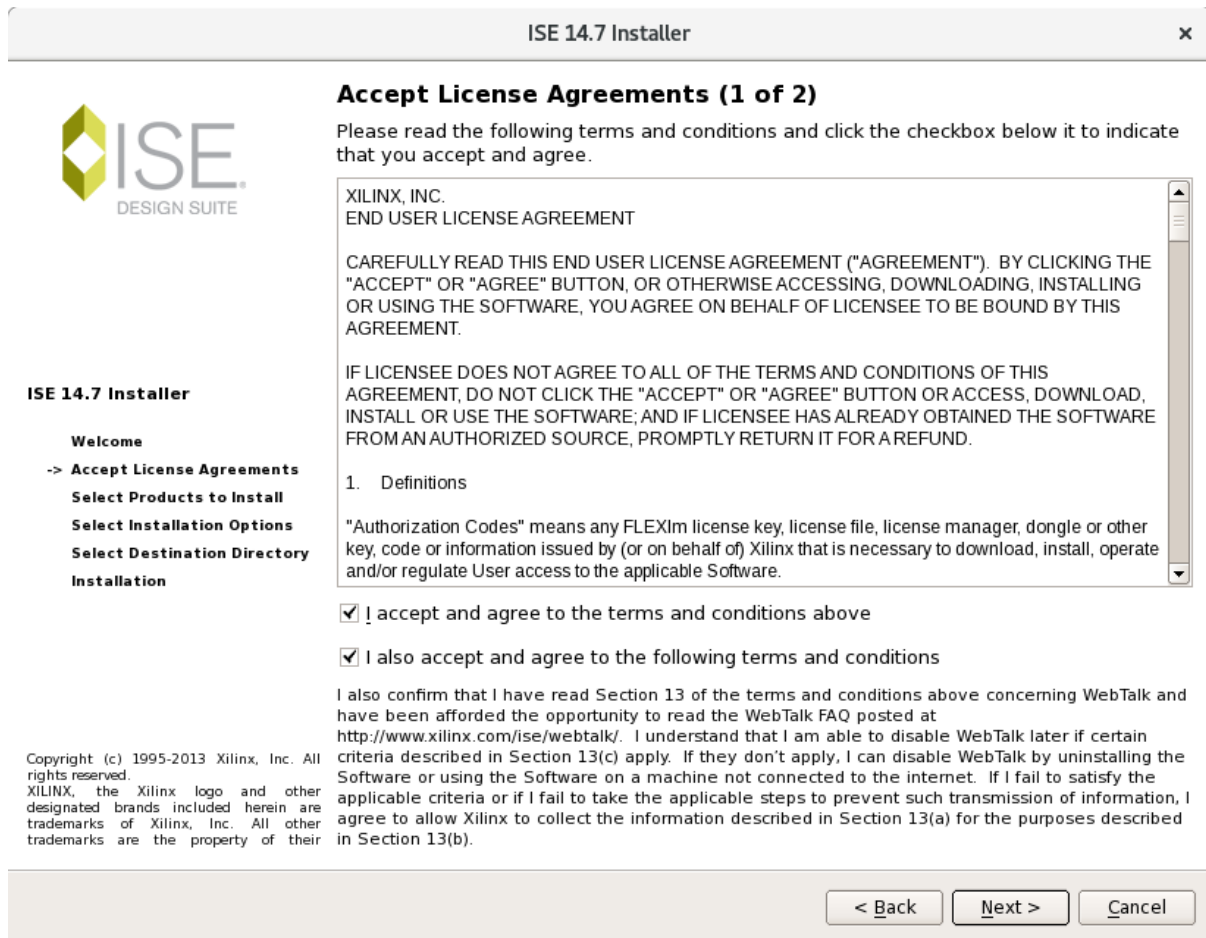 ISE 14.7 Installer
×
ISE
DESIGN SUITE
ISE 14.7 Installer
Welcome
-> Accept License Agreements
Select Products to Install
Select Installation Options
Select Destination Directory
Installation
Copyright (c) 1995-2013 Xilinx, Inc. All
rights reserved.
XILINX, the Xilinx logo and other
designated brands included herein are
trademarks of Xilinx, Inc. All other
trademarks are the property of their
Accept License Agreements (1 of 2)
Please read the following terms and conditions and click the checkbox below it to indicate
that you accept and agree.
XILINX, INC.
END USER LICENSE AGREEMENT
CAREFULLY READ THIS END USER LICENSE AGREEMENT ("AGREEMENT"). BY CLICKING THE
"ACCEPT" OR "AGREE" BUTTON, OR OTHERWISE ACCESSING, DOWNLOADING, INSTALLING
OR USING THE SOFTWARE, YOU AGREE ON BEHALF OF LICENSEE TO BE BOUND BY THIS
AGREEMENT.
IF LICENSEE DOES NOT AGREE TO ALL OF THE TERMS AND CONDITIONS OF THIS
AGREEMENT, DO NOT CLICK THE "ACCEPT" OR "AGREE" BUTTON OR ACCESS, DOWNLOAD,
INSTALL OR USE THE SOFTWARE; AND IF LICENSEE HAS ALREADY OBTAINED THE SOFTWARE
FROM AN AUTHORIZED SOURCE, PROMPTLY RETURN IT FOR A REFUND.
1. Definitions
"Authorization Codes" means any FLEXlm license key, license file, license manager, dongle or other
key, code or information issued by (or on behalf of) Xilinx that is necessary to download, install, operate
and/or regulate User access to the applicable Software.
I accept and agree to the terms and conditions above
I also accept and agree to the following terms and conditions
I also confirm that I have read Section 13 of the terms and conditions above concerning WebTalk and
have been afforded the opportunity to read the WebTalk FAQ posted at
http://www.xilinx.com/ise/webtalk/. I understand that I am able to disable WebTalk later if certain
criteria described in Section 13(c) apply. If they don't apply, I can disable WebTalk by uninstalling the
Software or using the Software on a machine not connected to the internet. If I fail to satisfy the
applicable criteria or if I fail to take the applicable steps to prevent such transmission of information, I
agree to allow Xilinx to collect the information described in Section 13(a) for the purposes described
in Section 13(b).
< Back
Next >
Cancel